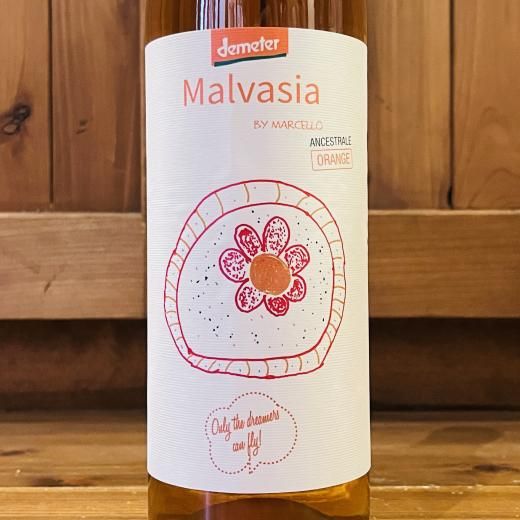 demeter
Malvasia
BY MARCELLO
ANCESTRALE
ORANGE
Only the dreamers
can fly!